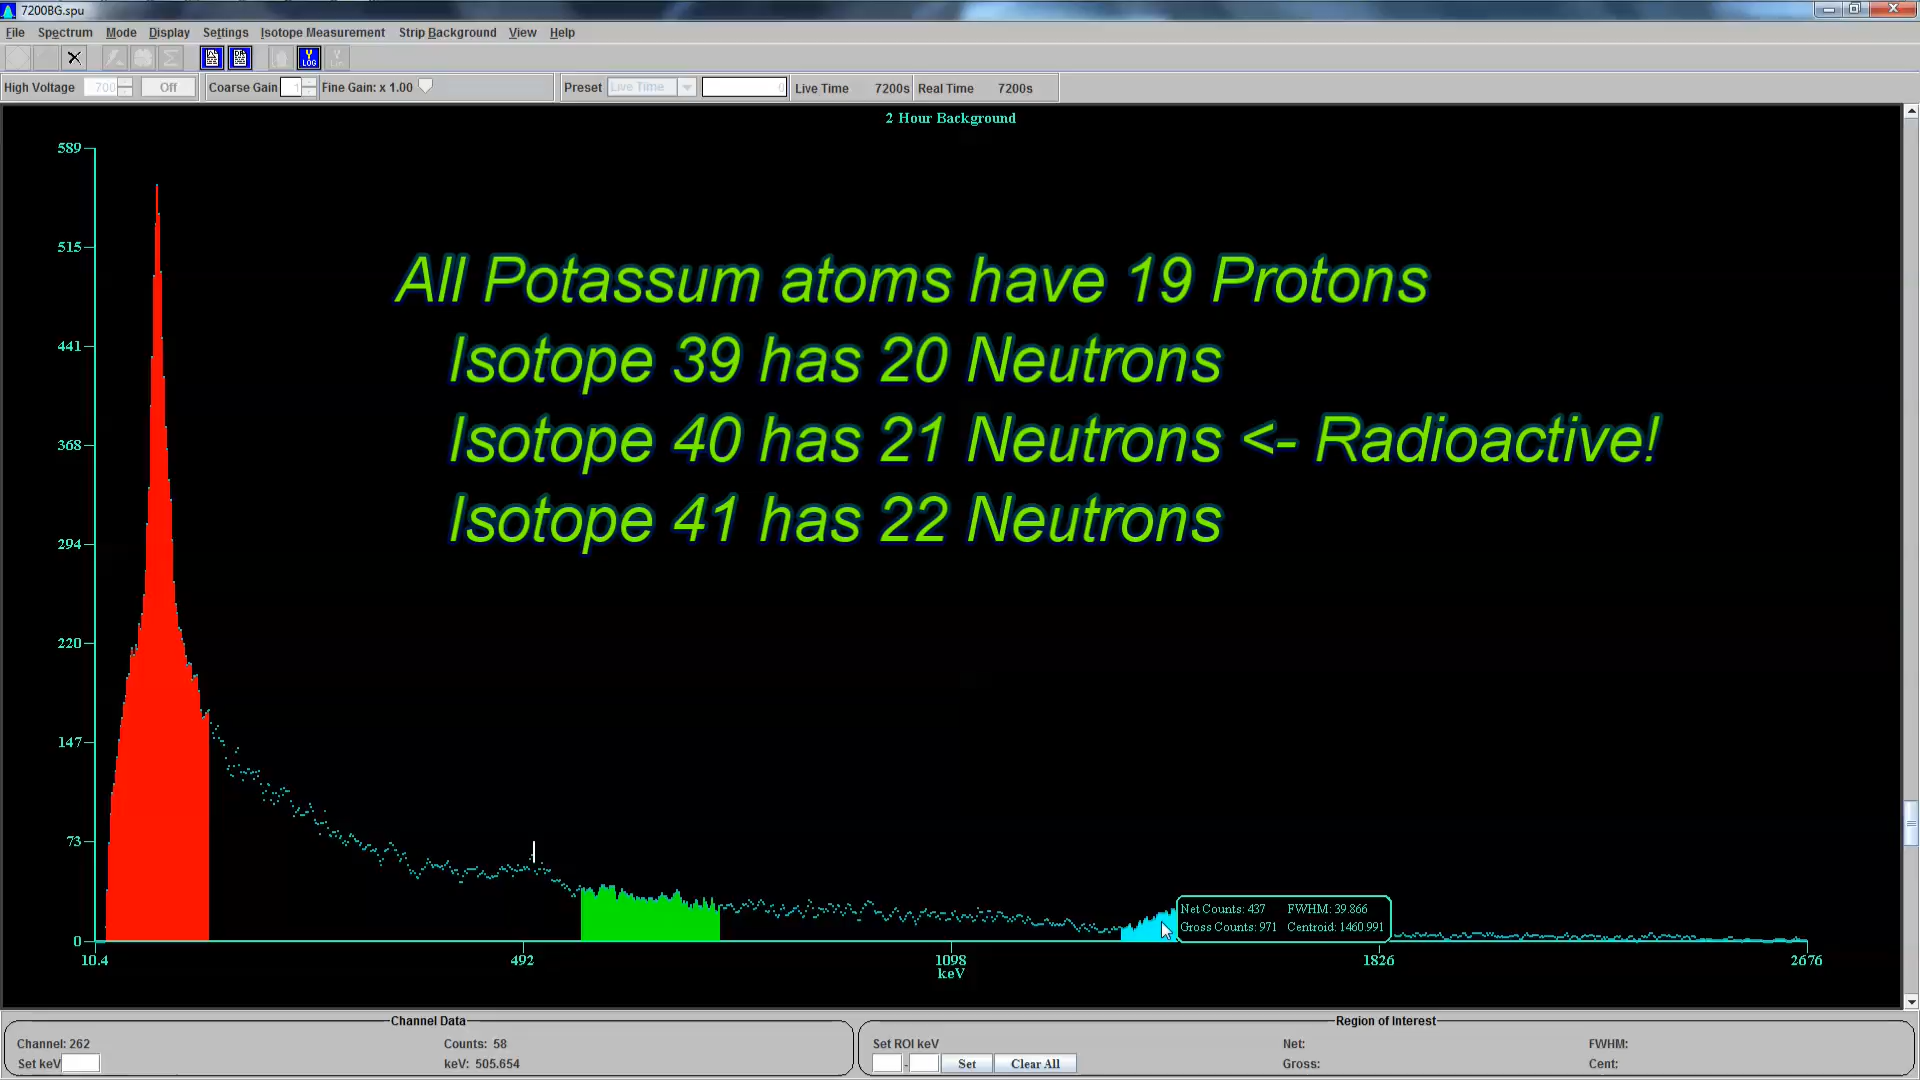 7200BG.spu
File Spectrum Mode Display Settings Isotope Measurement Strip Background View Help
High Voltage 700 Off Coarse Gain 1 Fine Gain: x 1.00 Preset Live Time 0 Live Time 7200s Real Time 7200s
2 Hour Background
589
515
441
368
294
220
147
73
0
All Potassum atoms have 19 Protons
Isotope 39 has 20 Neutrons
Isotope 40 has 21 Neutrons <- Radioactive!
Isotope 41 has 22 Neutrons
Net Counts: 437 FWHM: 39.866
Gross Counts: 971 Centroid: 1460.991
10.4 492 1098 1826 2676
keV
Channel Data
Channel: 262 Counts: 58
Set keV keV: 505.654
Region of Interest
Set ROI keV Net: FWHM:
- Set Clear All Gross: Cent: